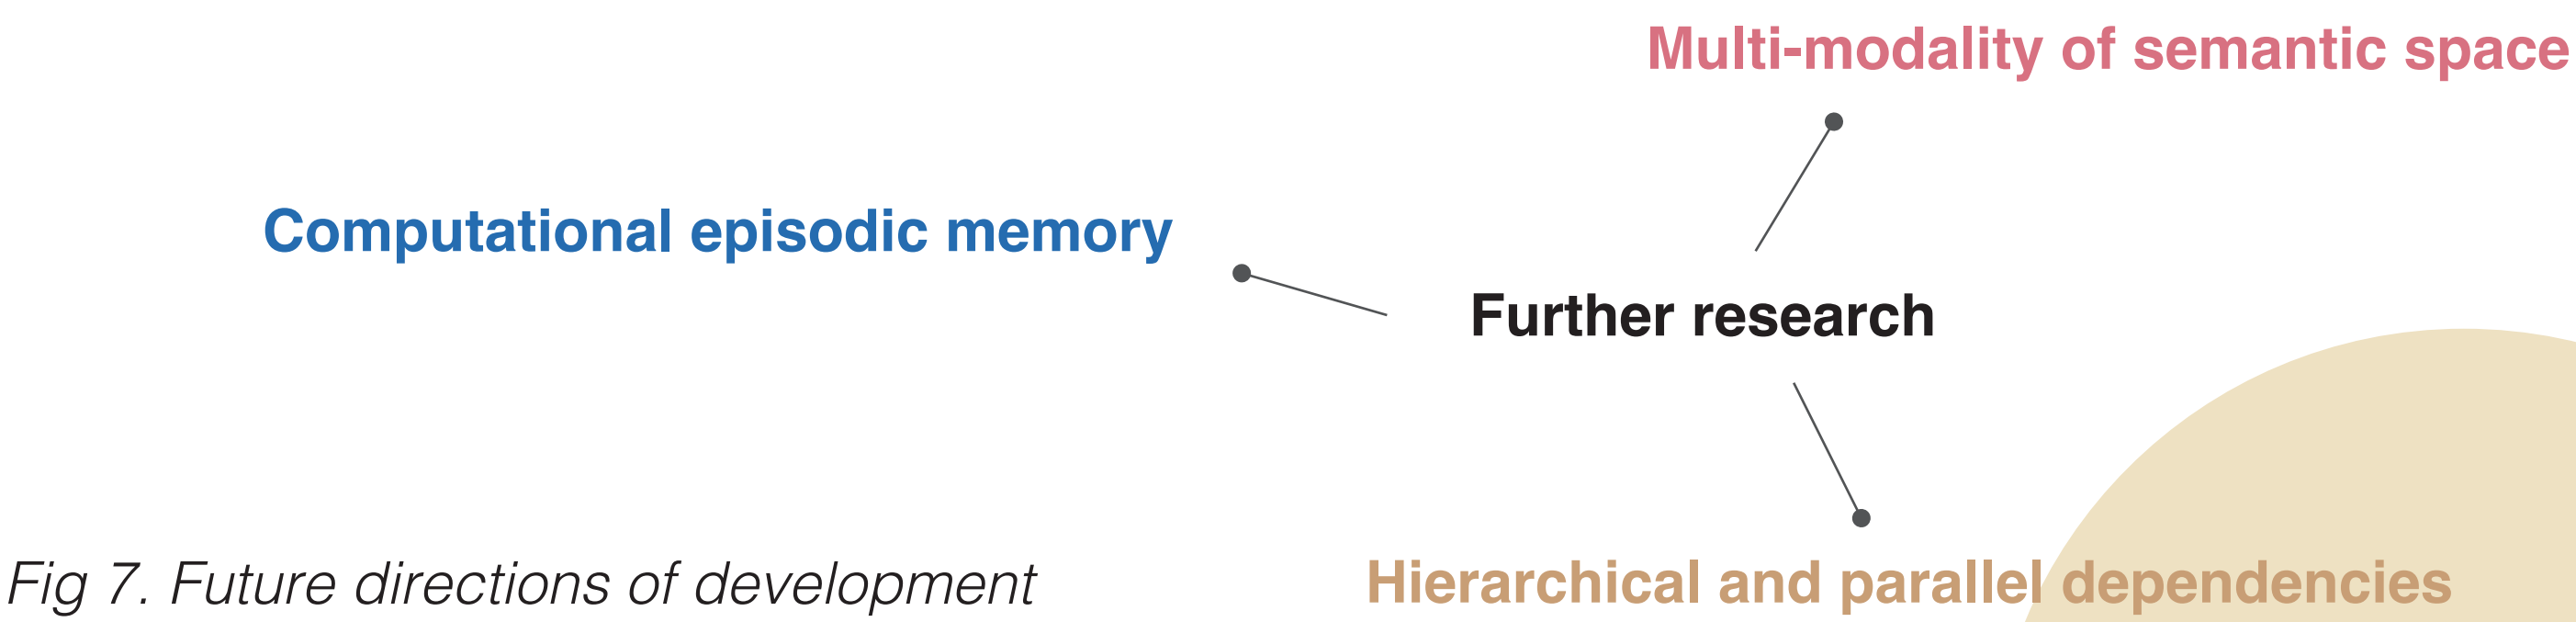 Multi-modality of semantic space
Computational episodic memory
Further research
Hierarchical and parallel dependencies
Fig 7. Future directions of development